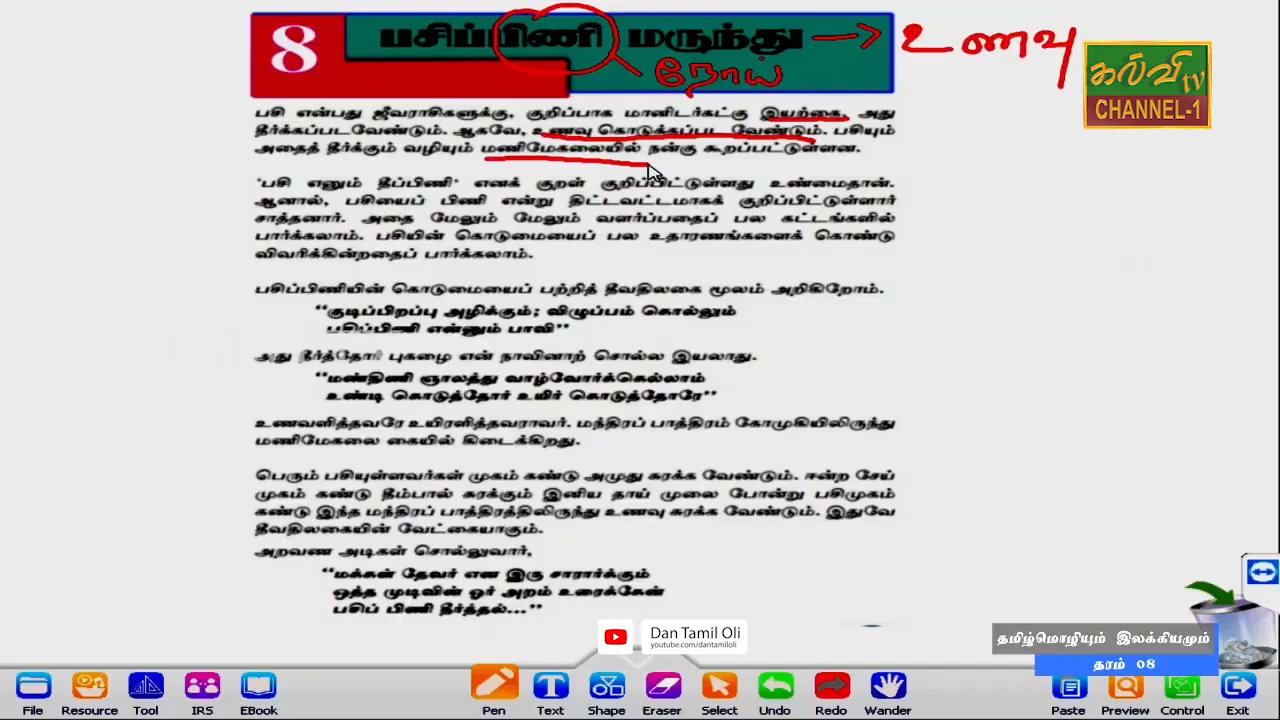 8
பசிப்பிணி மருந்து → உணவு
நோய்
கல்வி tv
CHANNEL-1
பசி என்பது ஜீவராசிகளுக்கு, குறிப்பாக மானிடர்கட்கு இயற்கை, அது
தீர்க்கப்படவேண்டும். ஆகவே, உணவு கொடுக்கப்பட வேண்டும். பசியும்
அதைத் தீர்க்கும் வழியும் மணிமேகலையில் நன்கு கூறப்பட்டுள்ளன.
'பசி எனும் தீப்பிணி' எனக் குறள் குறிப்பிட்டுள்ளது உண்மைதான்.
ஆனால், பசியைப் பிணி என்று திட்டவட்டமாகக் குறிப்பிட்டுள்ளார்
சாத்தனார். அதை மேலும் மேலும் வளர்ப்பதைப் பல கட்டங்களில்
பார்க்கலாம். பசியின் கொடுமையைப் பல உதாரணங்களைக் கொண்டு
விவரிக்கின்றதைப் பார்க்கலாம்.
பசிப்பிணியின் கொடுமையைப் பற்றித் தீவதிலகை மூலம் அறிகிறோம்.
“குடிப்பிறப்பு அழிக்கும்; விழுப்பம் கொல்லும்
பசிப்பிணி என்னும் பாவி”
அது தீர்த்தோர் புகழை என் நாவினாற் சொல்ல இயலாது.
“மண்திணி ஞாலத்து வாழ்வோர்க்கெல்லாம்
உண்டி கொடுத்தோர் உயிர் கொடுத்தோரே”
உணவளித்தவரே உயிரளித்தவராவர். மந்திரப் பாத்திரம் கோமுகியிலிருந்து
மணிமேகலை கையில் கிடைக்கிறது.
பெரும் பசியுள்ளவர்கள் முகம் கண்டு அமுது சுரக்க வேண்டும். ஈன்ற சேய்
முகம் கண்டு தீம்பால் சுரக்கும் இனிய தாய் முலை போன்று பசிமுகம்
கண்டு இந்த மந்திரப் பாத்திரத்திலிருந்து உணவு சுரக்க வேண்டும். இதுவே
தீவதிலகையின் வேட்கையாகும்.
அறவண அடிகள் சொல்லுவார்,
“மக்கள் தேவர் என இரு சாரார்க்கும்
ஒத்த முடிவின் ஓர் அறம் உரைக்கேன்
பசிப் பிணி தீர்த்தல்...”
Dan Tamil Oli
youtube.com/dantamiloli
தமிழ்மொழியும் இலக்கியமும்
தரம் 08
File Resource Tool IRS EBook Pen Text Shape Eraser Select Undo Redo Wander Paste Preview Control Exit